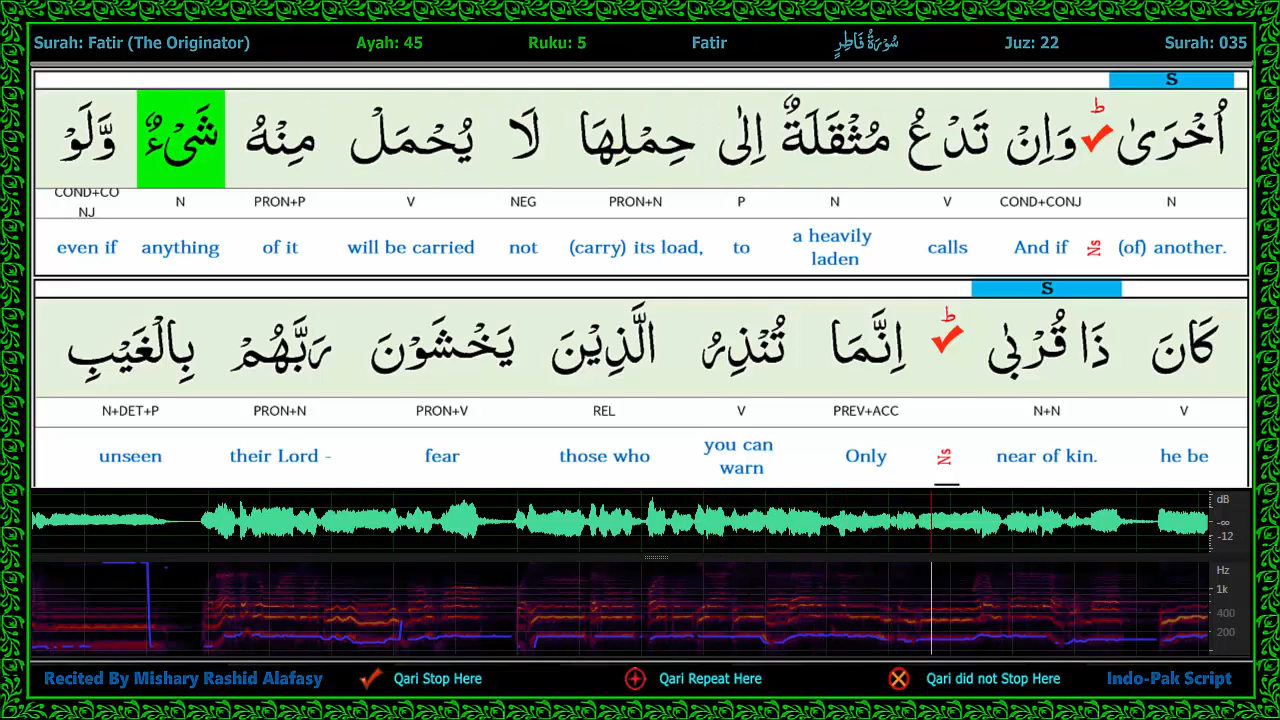 Surah: Fatir (The Originator) Ayah: 45 Ruku: 5 Fatir سُوْرَةُ فَاطِرٍ Juz: 22 Surah: 035
S
اُخْرَىٰ ؕ وَاِنْ تَدْعُ مُثْقَلَةٌ اِلٰى حِمْلِهَا لَا يُحْمَلْ مِنْهُ شَىْءٌ وَّلَوْ
COND+CONJ N PRON+P V NEG PRON+N P N V COND+CONJ N
even if anything of it will be carried not (carry) its load, to a heavily laden calls And if Ns (of) another.
S
كَانَ ذَا قُرْبٰى ؕ اِنَّمَا تُنْذِرُ الَّذِيْنَ يَخْشَوْنَ رَبَّهُمْ بِالْغَيْبِ
N+DET+P PRON+N PRON+V REL V PREV+ACC N+N V
unseen their Lord - fear those who you can warn Only Ns near of kin. he be
dB
-∞
-12
Hz
1k
400
200
Recited By Mishary Rashid Alafasy Qari Stop Here Qari Repeat Here Qari did not Stop Here Indo-Pak Script